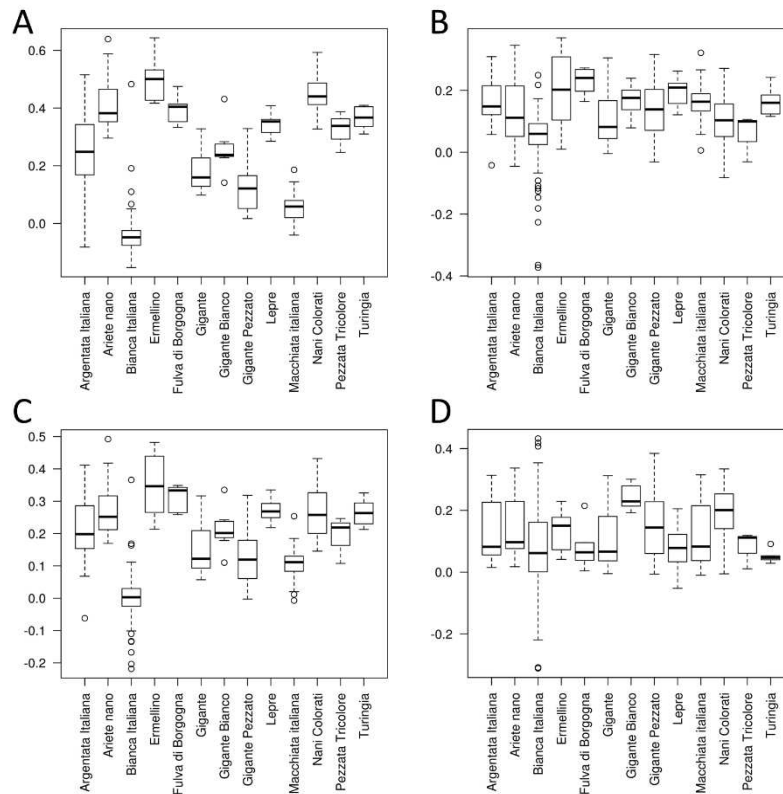 A
0.6
0.4
0.2
0.0
Argentata Italiana
Ariete nano
Bianca Italiana
Ermellino
Fulva di Borgogna
Gigante
Gigante Bianco
Gigante Pezzato
Lepre
Macchiata italiana
Nani Colorati
Pezzata Tricolore
Turingia
B
0.2
0.0
-0.2
-0.4
Argentata Italiana
Ariete nano
Bianca Italiana
Ermellino
Fulva di Borgogna
Gigante
Gigante Bianco
Gigante Pezzato
Lepre
Macchiata italiana
Nani Colorati
Pezzata Tricolore
Turingia
C
0.5
0.4
0.3
0.2
0.1
0.0
-0.1
-0.2
Argentata Italiana
Ariete nano
Bianca Italiana
Ermellino
Fulva di Borgogna
Gigante
Gigante Bianco
Gigante Pezzato
Lepre
Macchiata italiana
Nani Colorati
Pezzata Tricolore
Turingia
D
0.4
0.2
0.0
-0.2
Argentata Italiana
Ariete nano
Bianca Italiana
Ermellino
Fulva di Borgogna
Gigante
Gigante Bianco
Gigante Pezzato
Lepre
Macchiata italiana
Nani Colorati
Pezzata Tricolore
Turingia